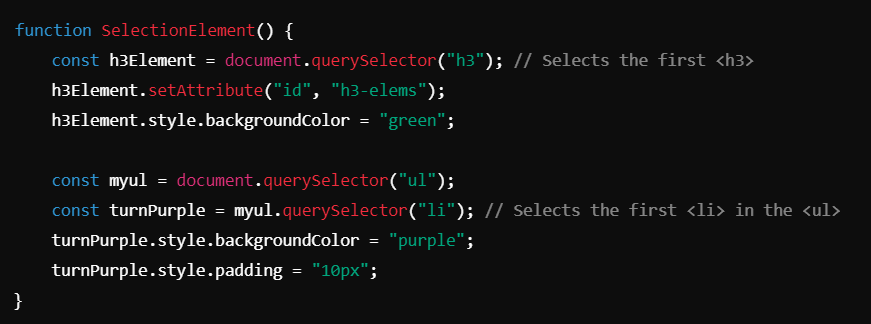 function SelectionElement() {
    const h3Element = document.querySelector("h3"); // Selects the first <h3>
    h3Element.setAttribute("id", "h3-elems");
    h3Element.style.backgroundColor = "green";

    const myul = document.querySelector("ul");
    const turnPurple = myul.querySelector("li"); // Selects the first <li> in the <ul>
    turnPurple.style.backgroundColor = "purple";
    turnPurple.style.padding = "10px";
}